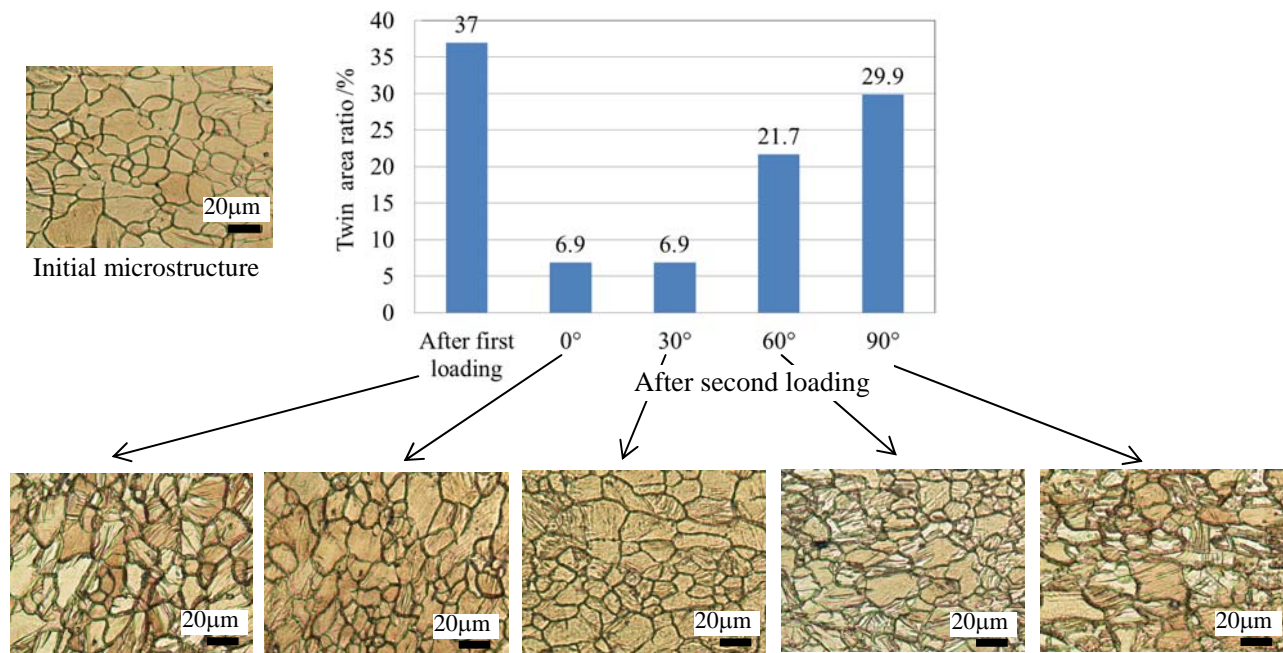 40
35
30
25
20
15
10
5
0
Twin area ratio /%
37
6.9
6.9
21.7
29.9
After first
loading
0°
30°
60°
90°
After second loading
20μm
Initial microstructure
20μm
20μm
20μm
20μm
20μm